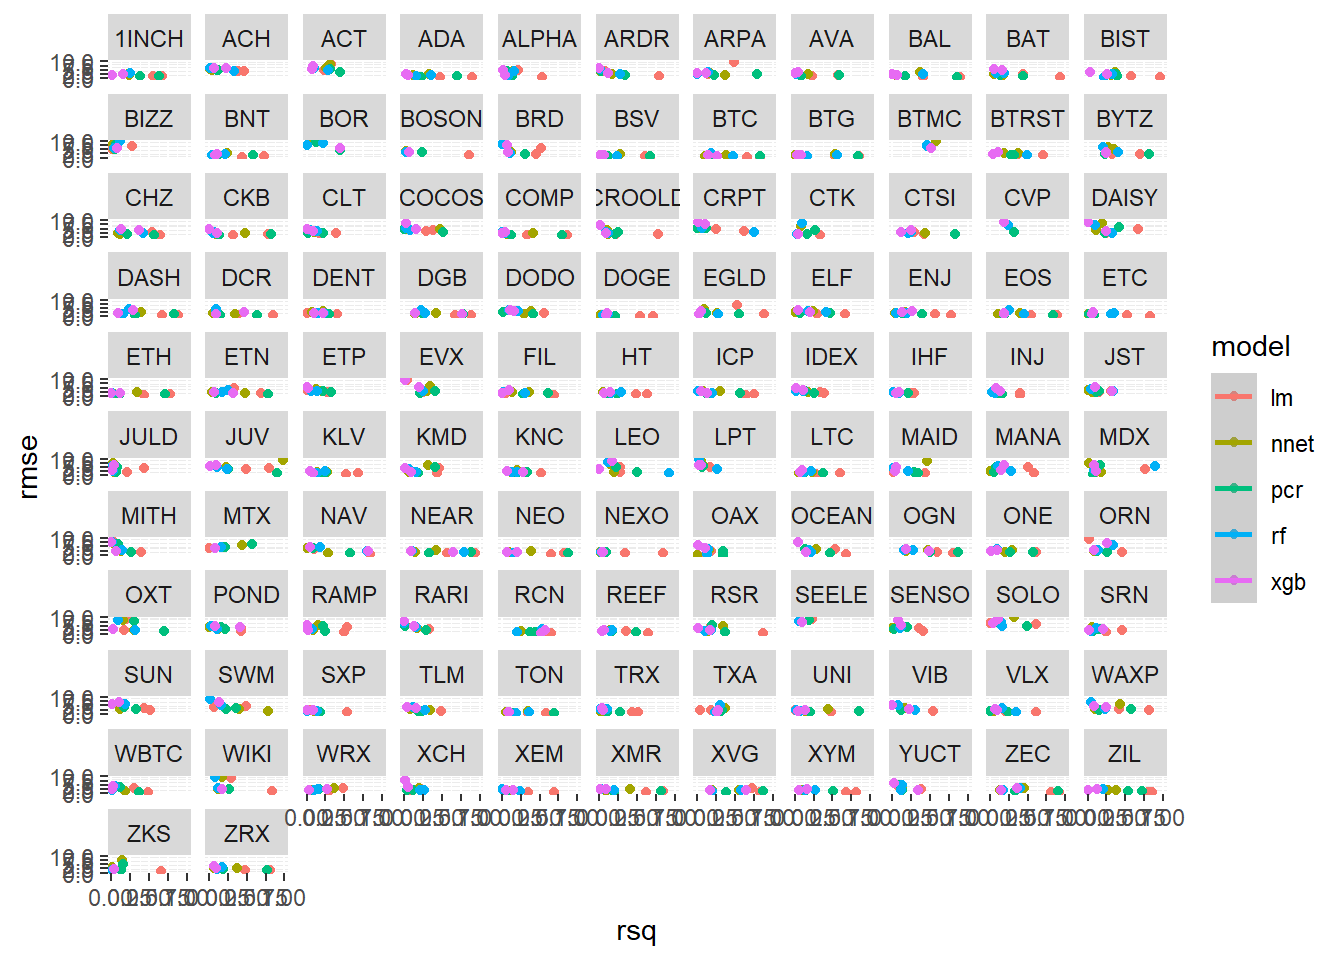 1INCH ACH ACT ADA ALPHA ARDR ARPA AVA BAL BAT BIST
BIZZ BNT BOR BOSON BRD BSV BTC BTG BTMC BTRST BYTZ
CHZ CKB CLT COCOS COMP CROOLD CRPT CTK CTSI CVP DAISY
DASH DCR DENT DGB DODO DOGE EGLD ELF ENJ EOS ETC
ETH ETN ETP EVX FIL HT ICP IDEX IHF INJ JST
JULD JUV KLV KMD KNC LEO LPT LTC MAID MANA MDX
MITH MTX NAV NEAR NEO NEXO OAX OCEAN OGN ONE ORN
OXT POND RAMP RARI RCN REEF RSR SEELE SENSO SOLO SRN
SUN SWM SXP TLM TON TRX TXA UNI VIB VLX WAXP
WBTC WIKI WRX XCH XEM XMR XVG XYM YUCT ZEC ZIL
ZKS ZRX
rsq
rmse
model
lm
nnet
pcr
rf
xgb